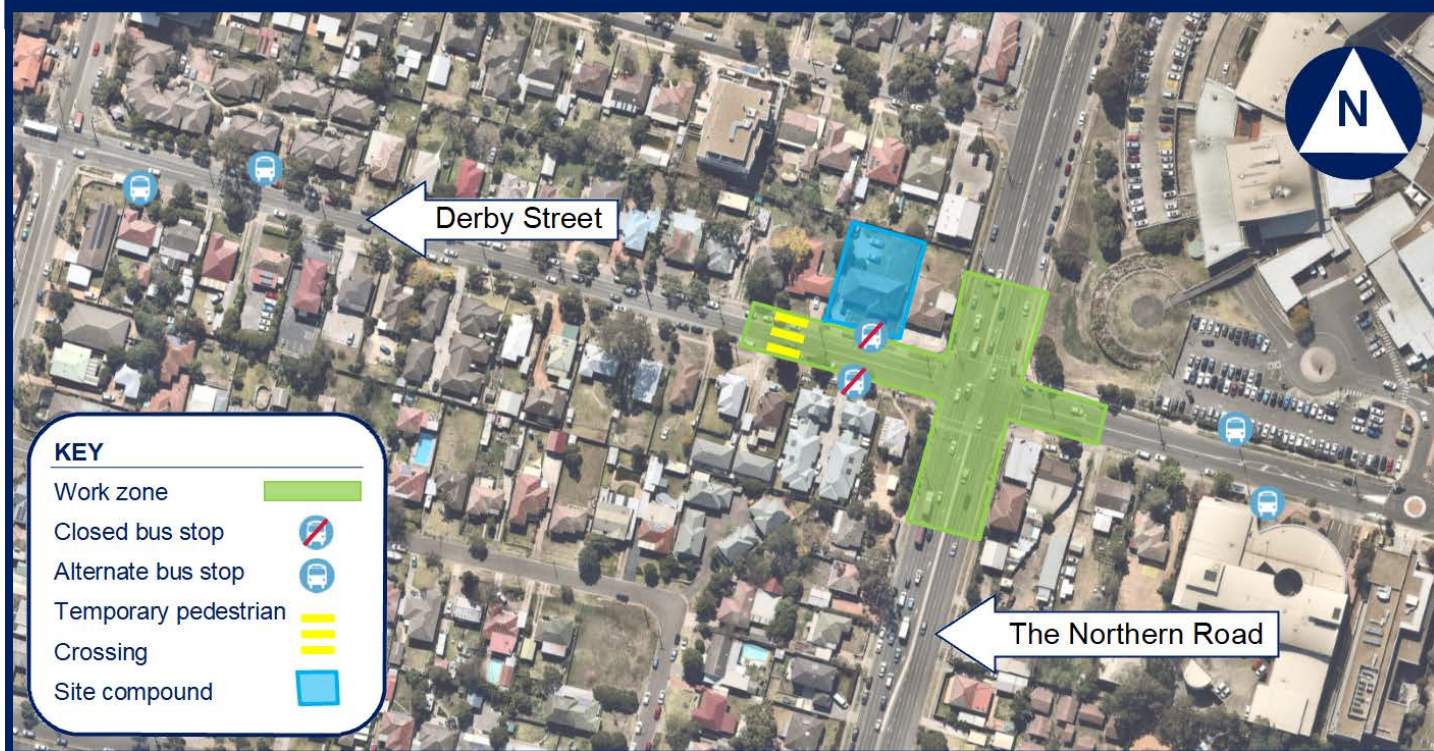 N
Derby Street
KEY
Work zone
Closed bus stop
Alternate bus stop
Temporary pedestrian
Crossing
Site compound
The Northern Road